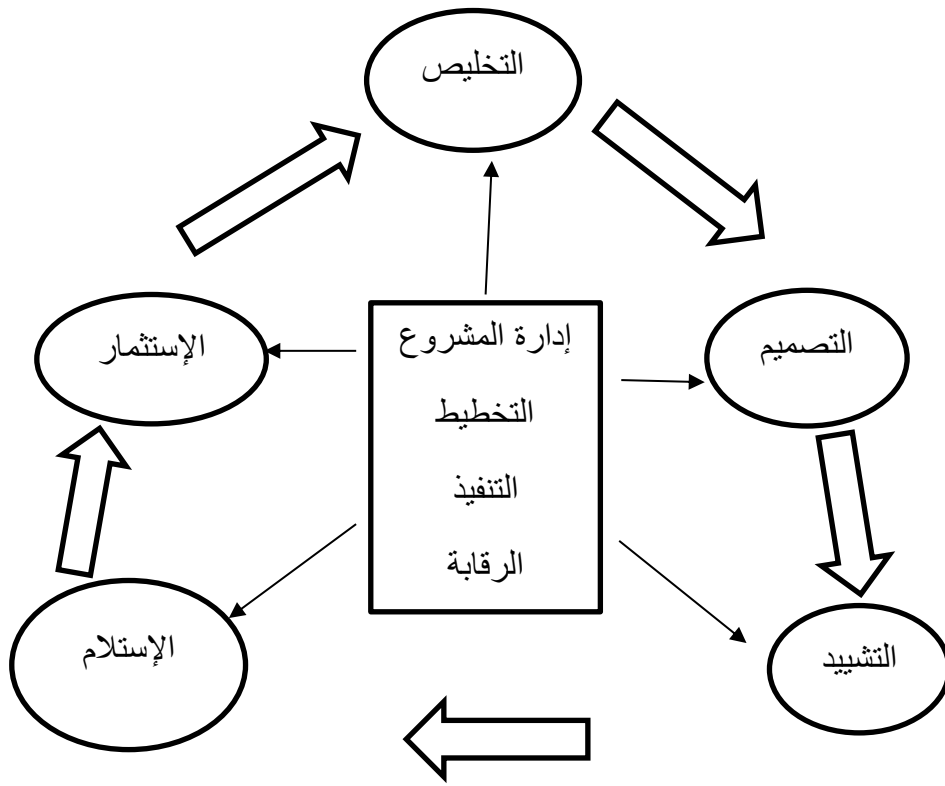 التخليص
التصميم
التشييد
الإستلام
الإستثمار
إدارة المشروع
التخطيط
التنفيذ
الرقابة